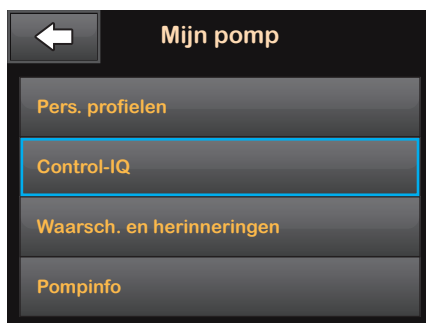 Mijn pomp
Pers. profielen
Control-IQ
Waarsch. en herinneringen
Pompinfo